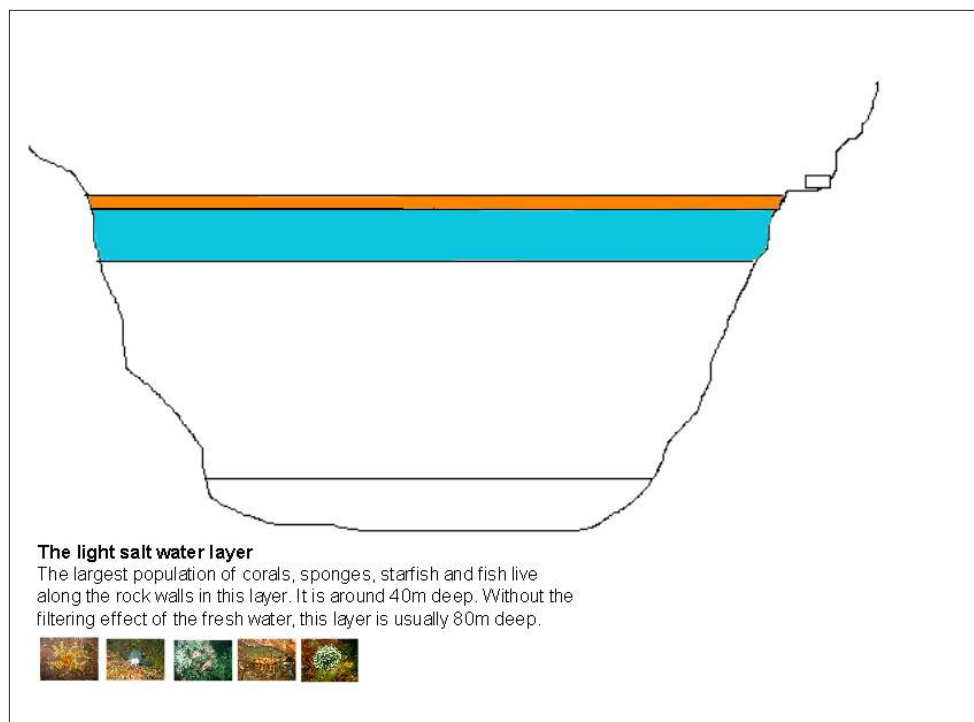 The light salt water layer
The largest population of corals, sponges, starfish and fish live
along the rock walls in this layer. It is around 40m deep. Without the
filtering effect of the fresh water, this layer is usually 80m deep.